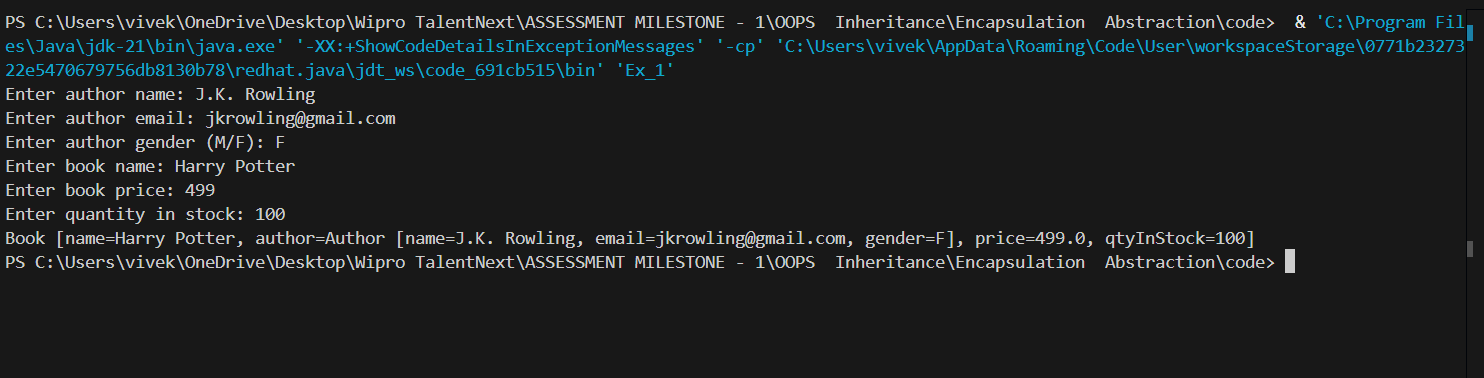 PS C:\Users\vivek\OneDrive\Desktop\Wipro TalentNext\ASSESSMENT MILESTONE - 1\OOPS  Inheritance\Encapsulation  Abstraction\code>  & 'C:\Program Fil
es\Java\jdk-21\bin\java.exe' '-XX:+ShowCodeDetailsInExceptionMessages' '-cp' 'C:\Users\vivek\AppData\Roaming\Code\User\workspaceStorage\0771b23273
22e5470679756db8130b78\redhat.java\jdt_ws\code_691cb515\bin' 'Ex_1'
Enter author name: J.K. Rowling
Enter author email: jkrowling@gmail.com
Enter author gender (M/F): F
Enter book name: Harry Potter
Enter book price: 499
Enter quantity in stock: 100
Book [name=Harry Potter, author=Author [name=J.K. Rowling, email=jkrowling@gmail.com, gender=F], price=499.0, qtyInStock=100]
PS C:\Users\vivek\OneDrive\Desktop\Wipro TalentNext\ASSESSMENT MILESTONE - 1\OOPS  Inheritance\Encapsulation  Abstraction\code>